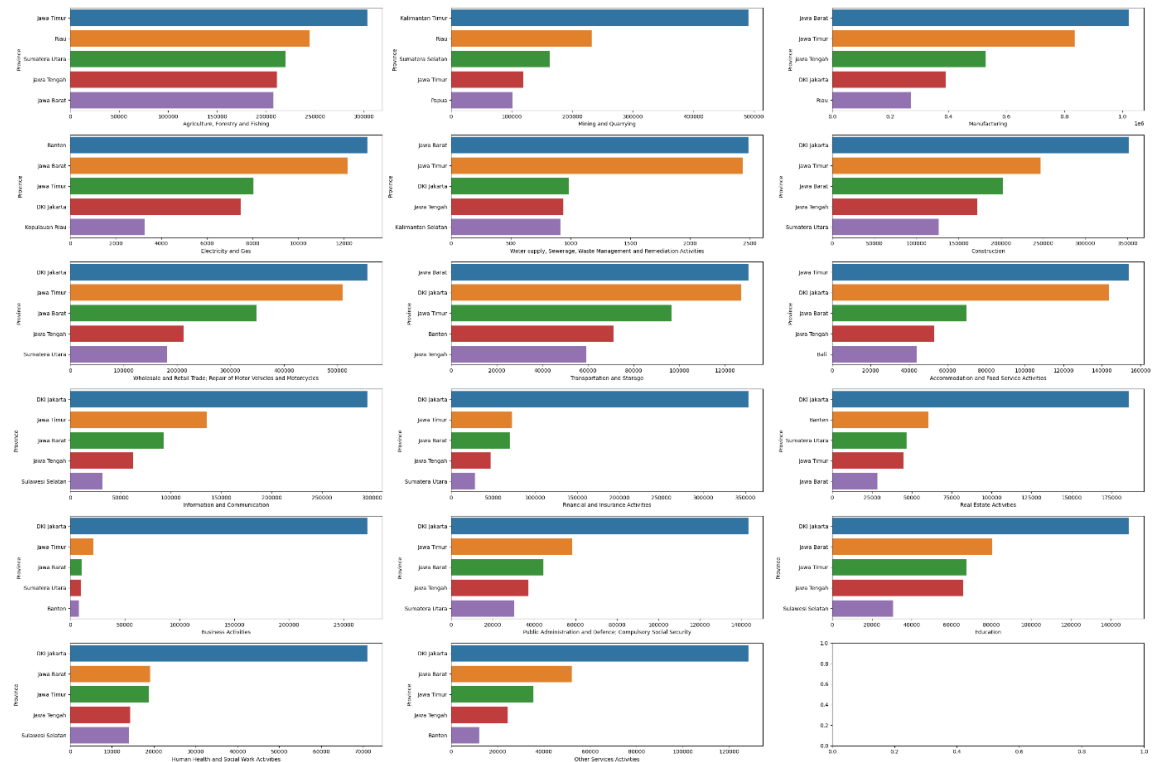 Province
Jawa Timur
Riau
Sumatera Utara
Jawa Tengah
Jawa Barat
0 50000 100000 150000 200000 250000 300000
Agriculture, Forestry and Fishing
Province
Kalimantan Timur
Riau
Sumatera Selatan
Jawa Timur
Papua
0 100000 200000 300000 400000 500000
Mining and Quarrying
Province
Jawa Barat
Jawa Timur
Jawa Tengah
DKI Jakarta
Riau
0.0 0.2 0.4 0.6 0.8 1.0
Manufacturing
1e6
Province
Banten
Jawa Barat
Jawa Timur
DKI Jakarta
Kepulauan Riau
0 2000 4000 6000 8000 10000 12000
Electricity and Gas
Province
Jawa Barat
Jawa Timur
DKI Jakarta
Jawa Tengah
Kalimantan Selatan
0 500 1000 1500 2000 2500
Water supply, Sewerage, Waste Management and Remediation Activities
Province
DKI Jakarta
Jawa Timur
Jawa Barat
Jawa Tengah
Sumatera Utara
0 50000 100000 150000 200000 250000 300000 350000
Construction
Province
DKI Jakarta
Jawa Timur
Jawa Barat
Jawa Tengah
Sumatera Utara
0 100000 200000 300000 400000 500000
Wholesale and Retail Trade; Repair of Motor Vehicles and Motorcycles
Province
Jawa Barat
DKI Jakarta
Jawa Timur
Banten
Jawa Tengah
0 20000 40000 60000 80000 100000 120000
Transportation and Storage
Province
Jawa Timur
DKI Jakarta
Jawa Barat
Jawa Tengah
Bali
0 20000 40000 60000 80000 100000 120000 140000 160000
Accommodation and Food Service Activities
Province
DKI Jakarta
Jawa Timur
Jawa Barat
Jawa Tengah
Sulawesi Selatan
0 50000 100000 150000 200000 250000 300000
Information and Communication
Province
DKI Jakarta
Jawa Timur
Jawa Barat
Jawa Tengah
Sumatera Utara
0 50000 100000 150000 200000 250000 300000 350000
Financial and Insurance Activities
Province
DKI Jakarta
Banten
Sumatera Utara
Jawa Timur
Jawa Barat
0 25000 50000 75000 100000 125000 150000 175000
Real Estate Activities
Province
DKI Jakarta
Jawa Timur
Jawa Barat
Sumatera Utara
Banten
0 50000 100000 150000 200000 250000
Business Activities
Province
DKI Jakarta
Jawa Timur
Jawa Barat
Jawa Tengah
Sumatera Utara
0 20000 40000 60000 80000 100000 120000 140000
Public Administration and Defence; Compulsory Social Security
Province
DKI Jakarta
Jawa Barat
Jawa Timur
Jawa Tengah
Sulawesi Selatan
0 20000 40000 60000 80000 100000 120000 140000
Education
Province
DKI Jakarta
Jawa Barat
Jawa Timur
Jawa Tengah
Sulawesi Selatan
0 10000 20000 30000 40000 50000 60000 70000
Human Health and Social Work Activities
Province
DKI Jakarta
Jawa Barat
Jawa Timur
Jawa Tengah
Banten
0 20000 40000 60000 80000 100000 120000
Other Services Activities
1.0
0.8
0.6
0.4
0.2
0.0
0.0 0.2 0.4 0.6 0.8 1.0